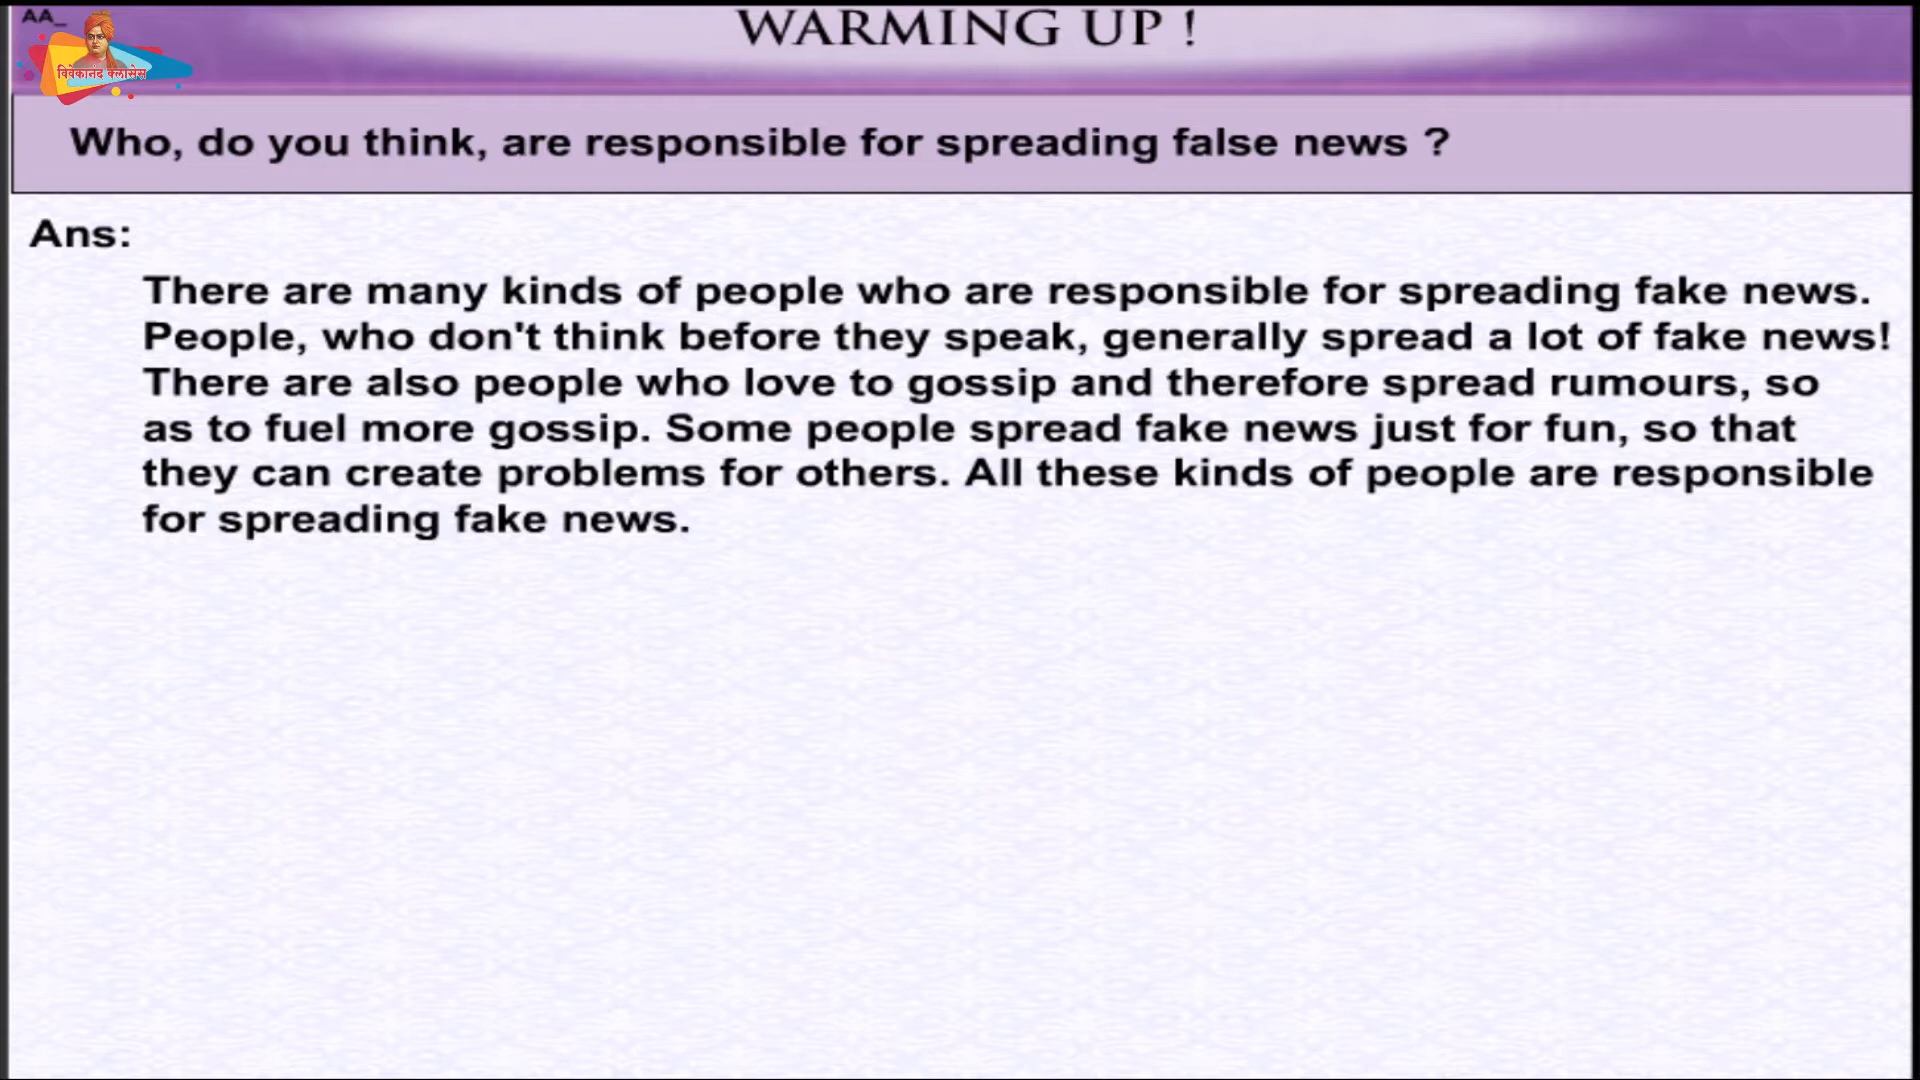 AA_
WARMING UP !
विवेकानंद क्लासेस
Who, do you think, are responsible for spreading false news ?
Ans:
There are many kinds of people who are responsible for spreading fake news.
People, who don't think before they speak, generally spread a lot of fake news!
There are also people who love to gossip and therefore spread rumours, so
as to fuel more gossip. Some people spread fake news just for fun, so that
they can create problems for others. All these kinds of people are responsible
for spreading fake news.